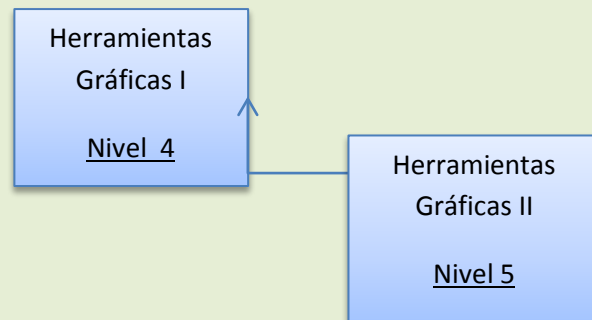 Herramientas
Gráficas I
Nivel 4
Herramientas
Gráficas II
Nivel 5